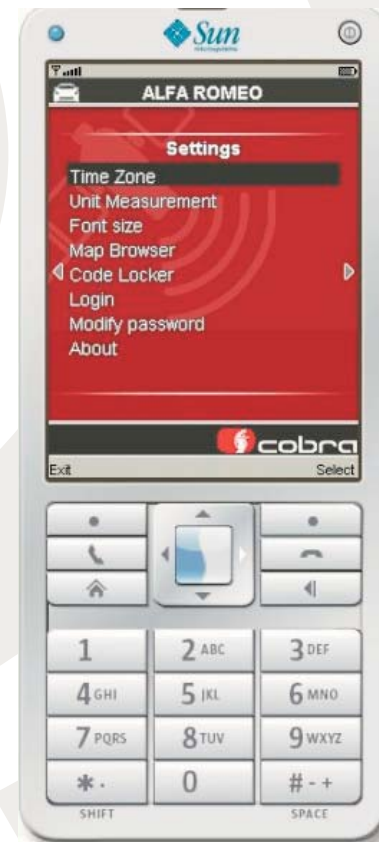 Sun
ALFA ROMEO
Settings
Time Zone
Unit Measurement
Font size
Map Browser
Code Locker
Login
Modify password
About
cobra
Exit Select
1 2 ABC 3 DEF
4 GHI 5 JKL 6 MNO
7 PQRS 8 TUV 9 WXYZ
* . 0 # - +
SHIFT SPACE